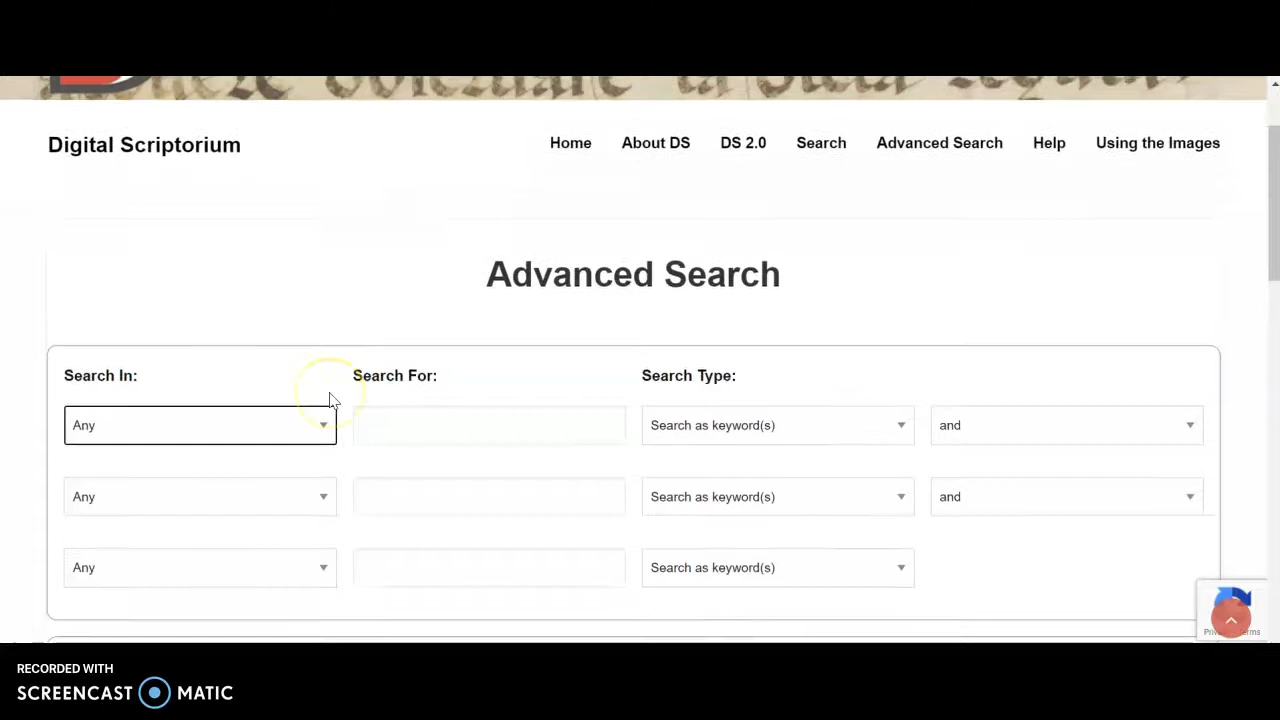 Digital Scriptorium
Home About DS DS 2.0 Search Advanced Search Help Using the Images
Advanced Search
Search In: Search For: Search Type:
Any Search as keyword(s) and
Any Search as keyword(s) and
Any Search as keyword(s)
RECORDED WITH
SCREENCAST MATIC